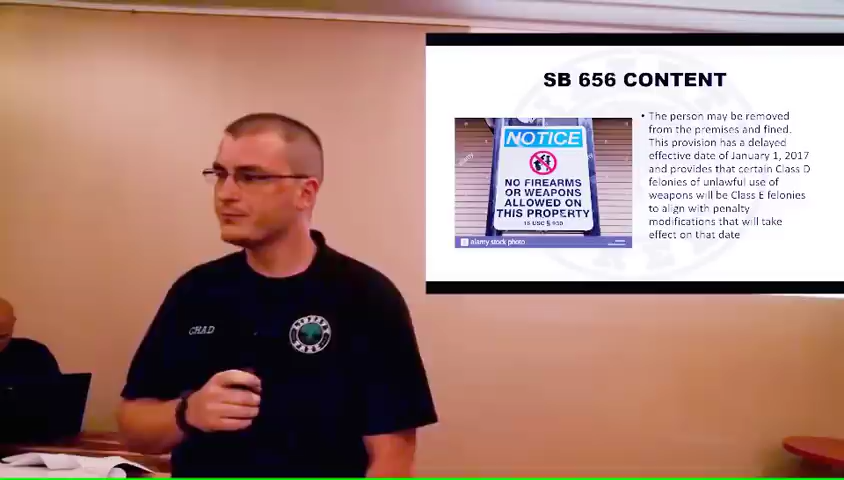 SB 656 CONTENT
NOTICE
NO FIREARMS
OR WEAPONS
ALLOWED ON
THIS PROPERTY
18 USC § 930
alamy stock photo
• The person may be removed
from the premises and fined.
This provision has a delayed
effective date of January 1, 2017
and provides that certain Class D
felonies of unlawful use of
weapons will be Class E felonies
to align with penalty
modifications that will take
effect on that date
CHAD